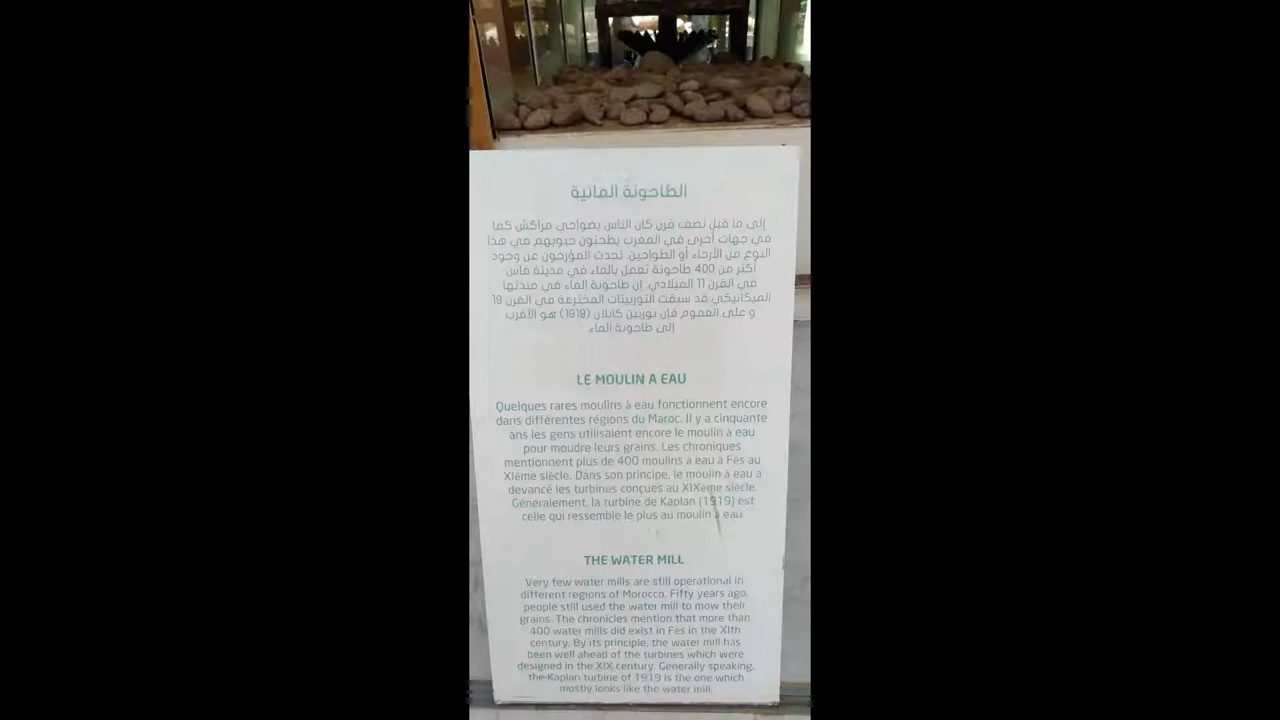 الطاحونة المائية
إلى ما قبل نصف قرن كان الناس بضواحي مراكش كما
في جهات أخرى في المغرب يطحنون حبوبهم في هذا
النوع من الأرحاء أو الطواحين. تحدث المؤرخون عن وجود
أكثر من 400 طاحونة تعمل بالماء في مدينة فاس
في القرن 11 الميلادي. إن طاحونة الماء في مبدئها
الميكانيكي قد سبقت التوربينات المخترعة في القرن 19
و على العموم فإن توربين كابلان (1919) هو الأقرب
إلى طاحونة الماء
LE MOULIN A EAU
Quelques rares moulins à eau fonctionnent encore
dans différentes régions du Maroc. Il y a cinquante
ans les gens utilisaient encore le moulin à eau
pour moudre leurs grains. Les chroniques
mentionnent plus de 400 moulins à eau à Fès au
XIème siècle. Dans son principe, le moulin à eau a
devancé les turbines conçues au XIXème siècle.
Généralement, la turbine de Kaplan (1919) est
celle qui ressemble le plus au moulin à eau
THE WATER MILL
Very few water mills are still operational in
different regions of Morocco. Fifty years ago,
people still used the water mill to mow their
grains. The chronicles mention that more than
400 water mills did exist in Fès in the XIth
century. By its principle, the water mill has
been well ahead of the turbines which were
designed in the XIX century. Generally speaking,
the Kaplan turbine of 1919 is the one which
mostly looks like the water mill.